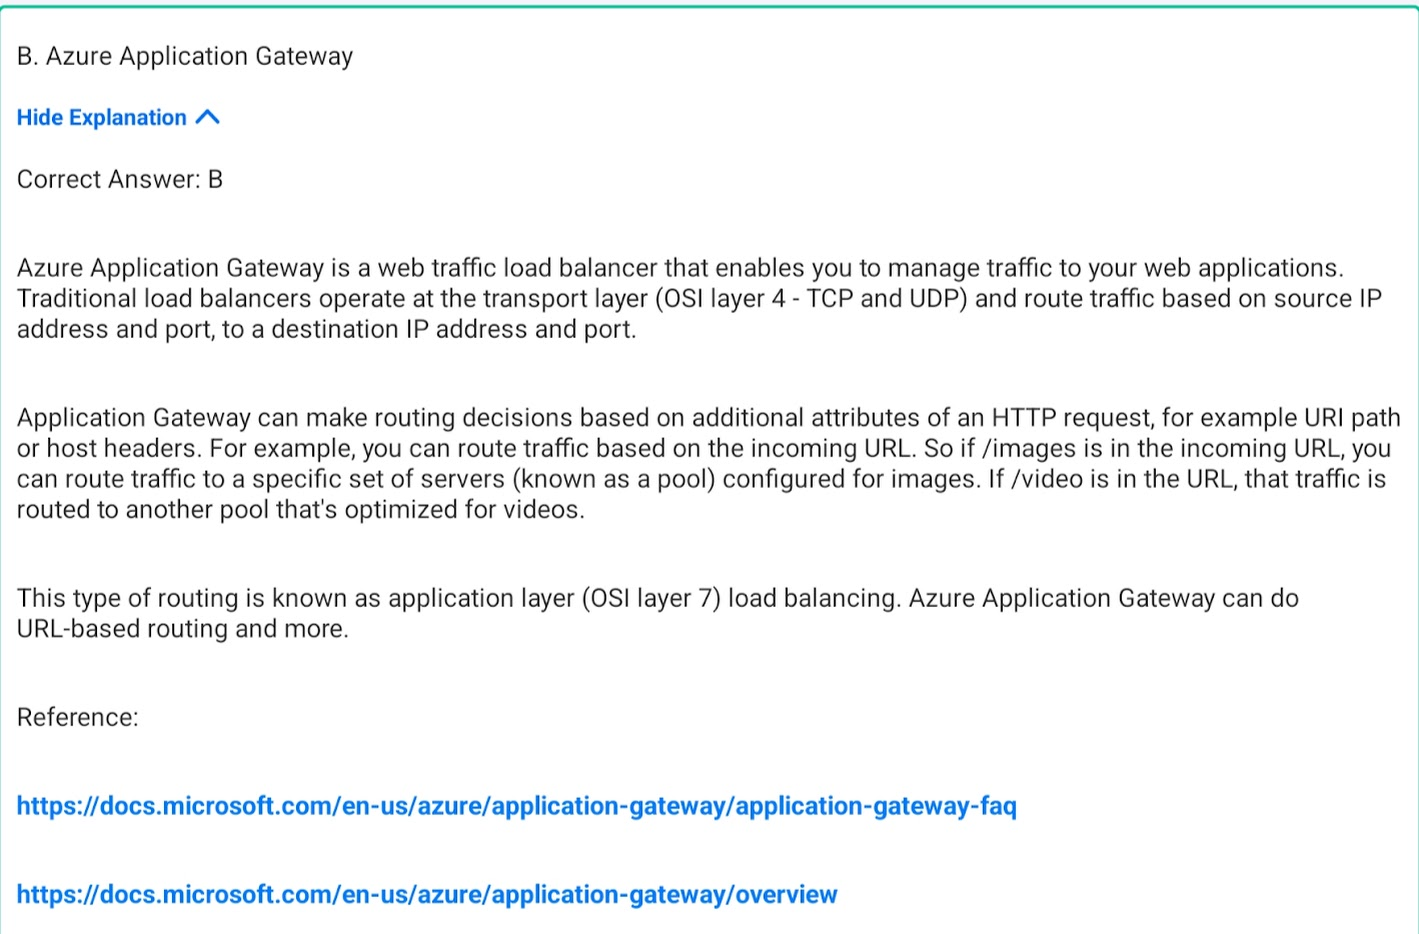 B. Azure Application Gateway
Hide Explanation
Correct Answer: B
Azure Application Gateway is a web traffic load balancer that enables you to manage traffic to your web applications.
Traditional load balancers operate at the transport layer (OSI layer 4 - TCP and UDP) and route traffic based on source IP
address and port, to a destination IP address and port.
Application Gateway can make routing decisions based on additional attributes of an HTTP request, for example URI path
or host headers. For example, you can route traffic based on the incoming URL. So if /images is in the incoming URL, you
can route traffic to a specific set of servers (known as a pool) configured for images. If /video is in the URL, that traffic is
routed to another pool that's optimized for videos.
This type of routing is known as application layer (OSI layer 7) load balancing. Azure Application Gateway can do
URL-based routing and more.
Reference:
https://docs.microsoft.com/en-us/azure/application-gateway/application-gateway-faq
https://docs.microsoft.com/en-us/azure/application-gateway/overview